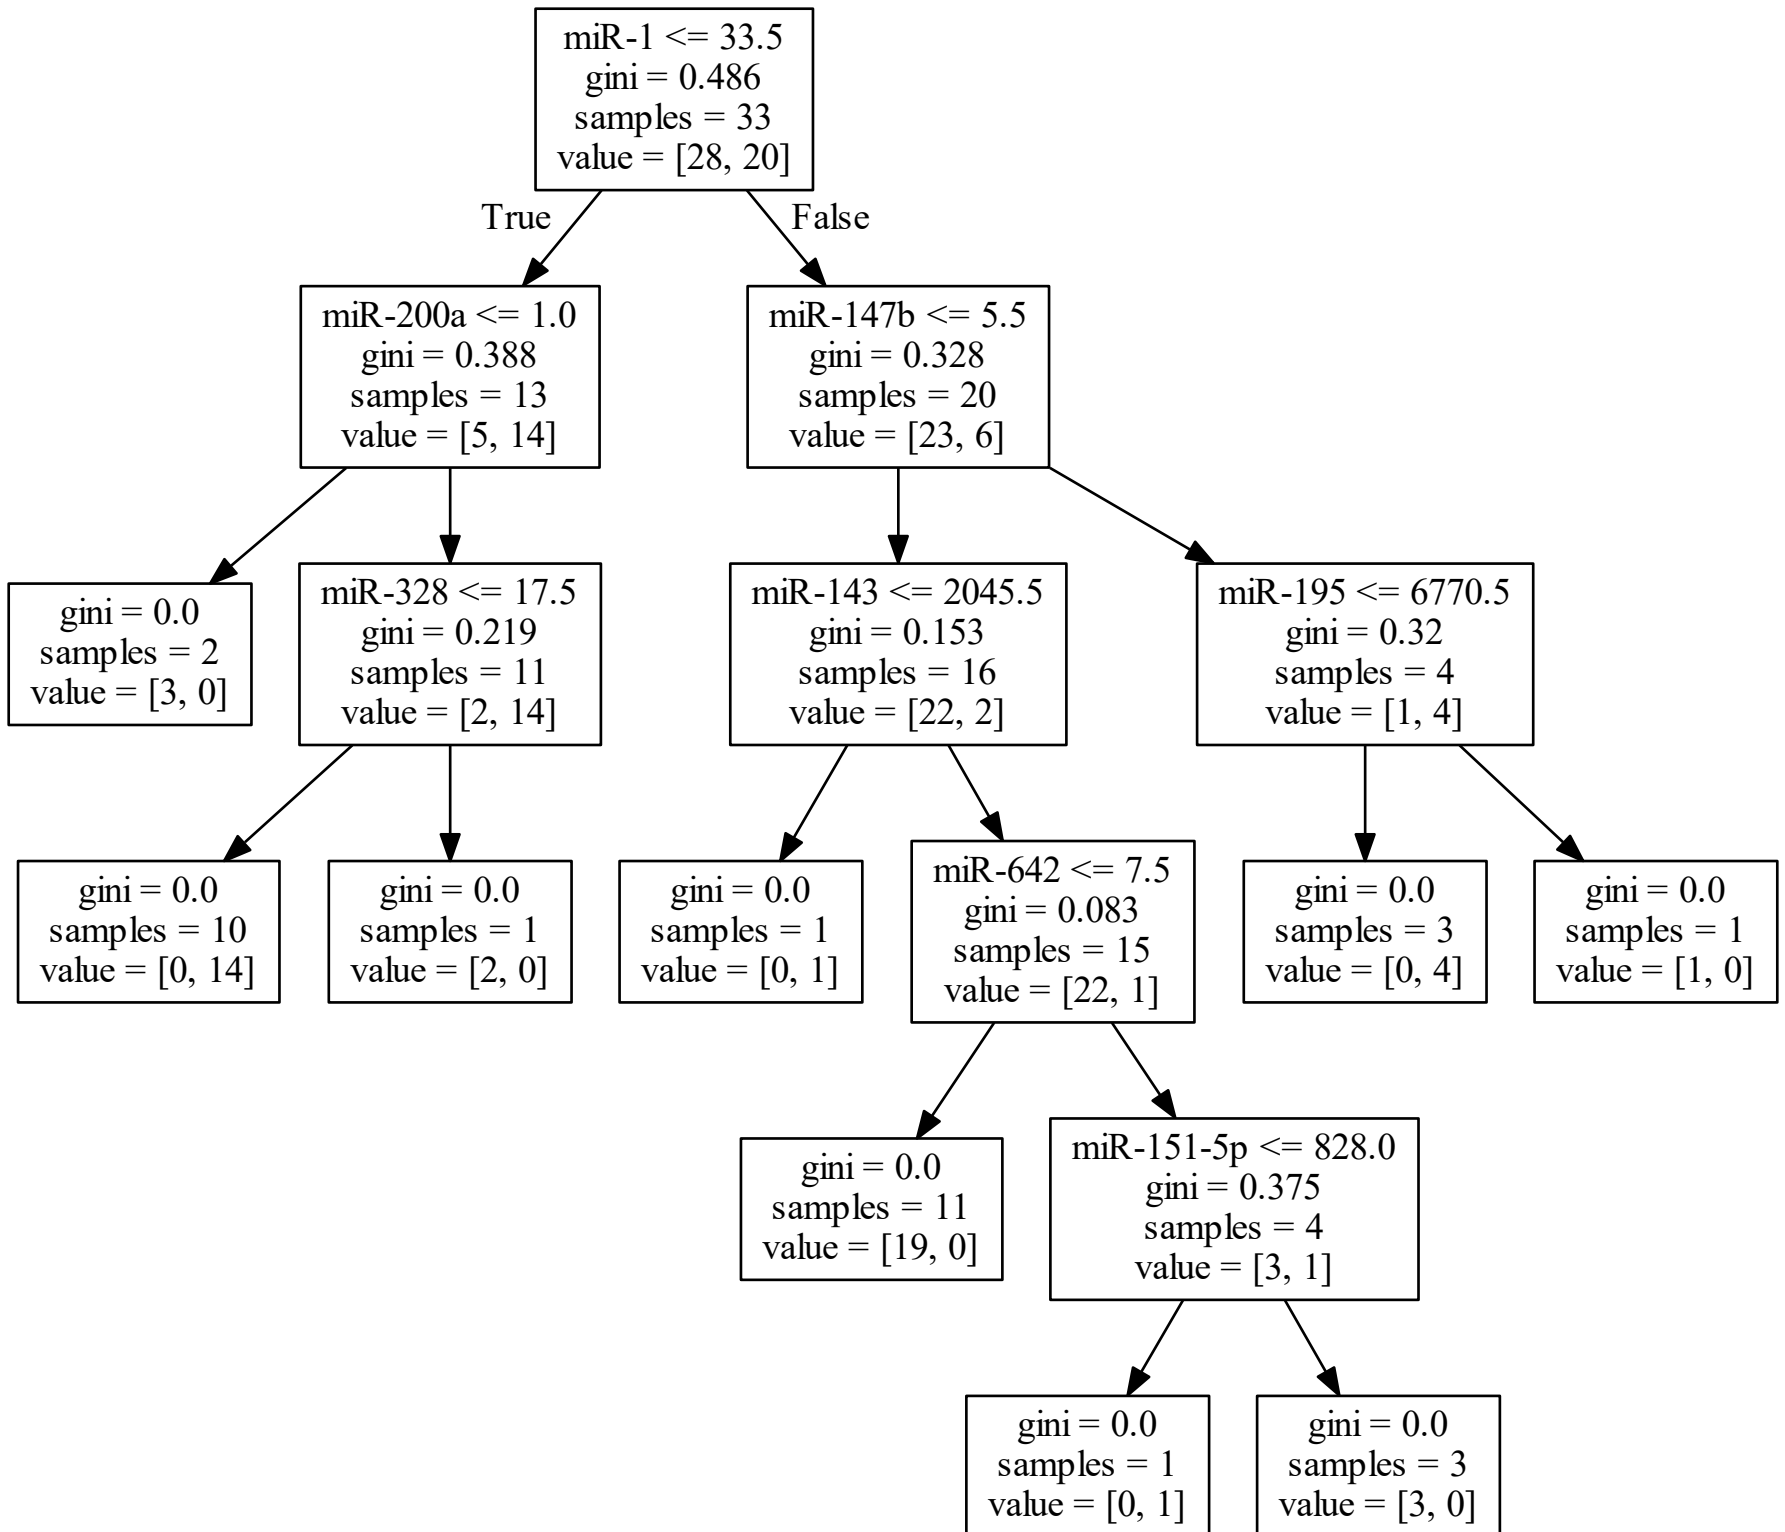 miR-1 <= 33.5
gini = 0.486
samples = 33
value = [28, 20]
True
False
miR-200a <= 1.0
gini = 0.388
samples = 13
value = [5, 14]
miR-147b <= 5.5
gini = 0.328
samples = 20
value = [23, 6]
gini = 0.0
samples = 2
value = [3, 0]
miR-328 <= 17.5
gini = 0.219
samples = 11
value = [2, 14]
miR-143 <= 2045.5
gini = 0.153
samples = 16
value = [22, 2]
miR-195 <= 6770.5
gini = 0.32
samples = 4
value = [1, 4]
gini = 0.0
samples = 10
value = [0, 14]
gini = 0.0
samples = 1
value = [2, 0]
gini = 0.0
samples = 1
value = [0, 1]
miR-642 <= 7.5
gini = 0.083
samples = 15
value = [22, 1]
gini = 0.0
samples = 3
value = [0, 4]
gini = 0.0
samples = 1
value = [1, 0]
gini = 0.0
samples = 11
value = [19, 0]
miR-151-5p <= 828.0
gini = 0.375
samples = 4
value = [3, 1]
gini = 0.0
samples = 1
value = [0, 1]
gini = 0.0
samples = 3
value = [3, 0]